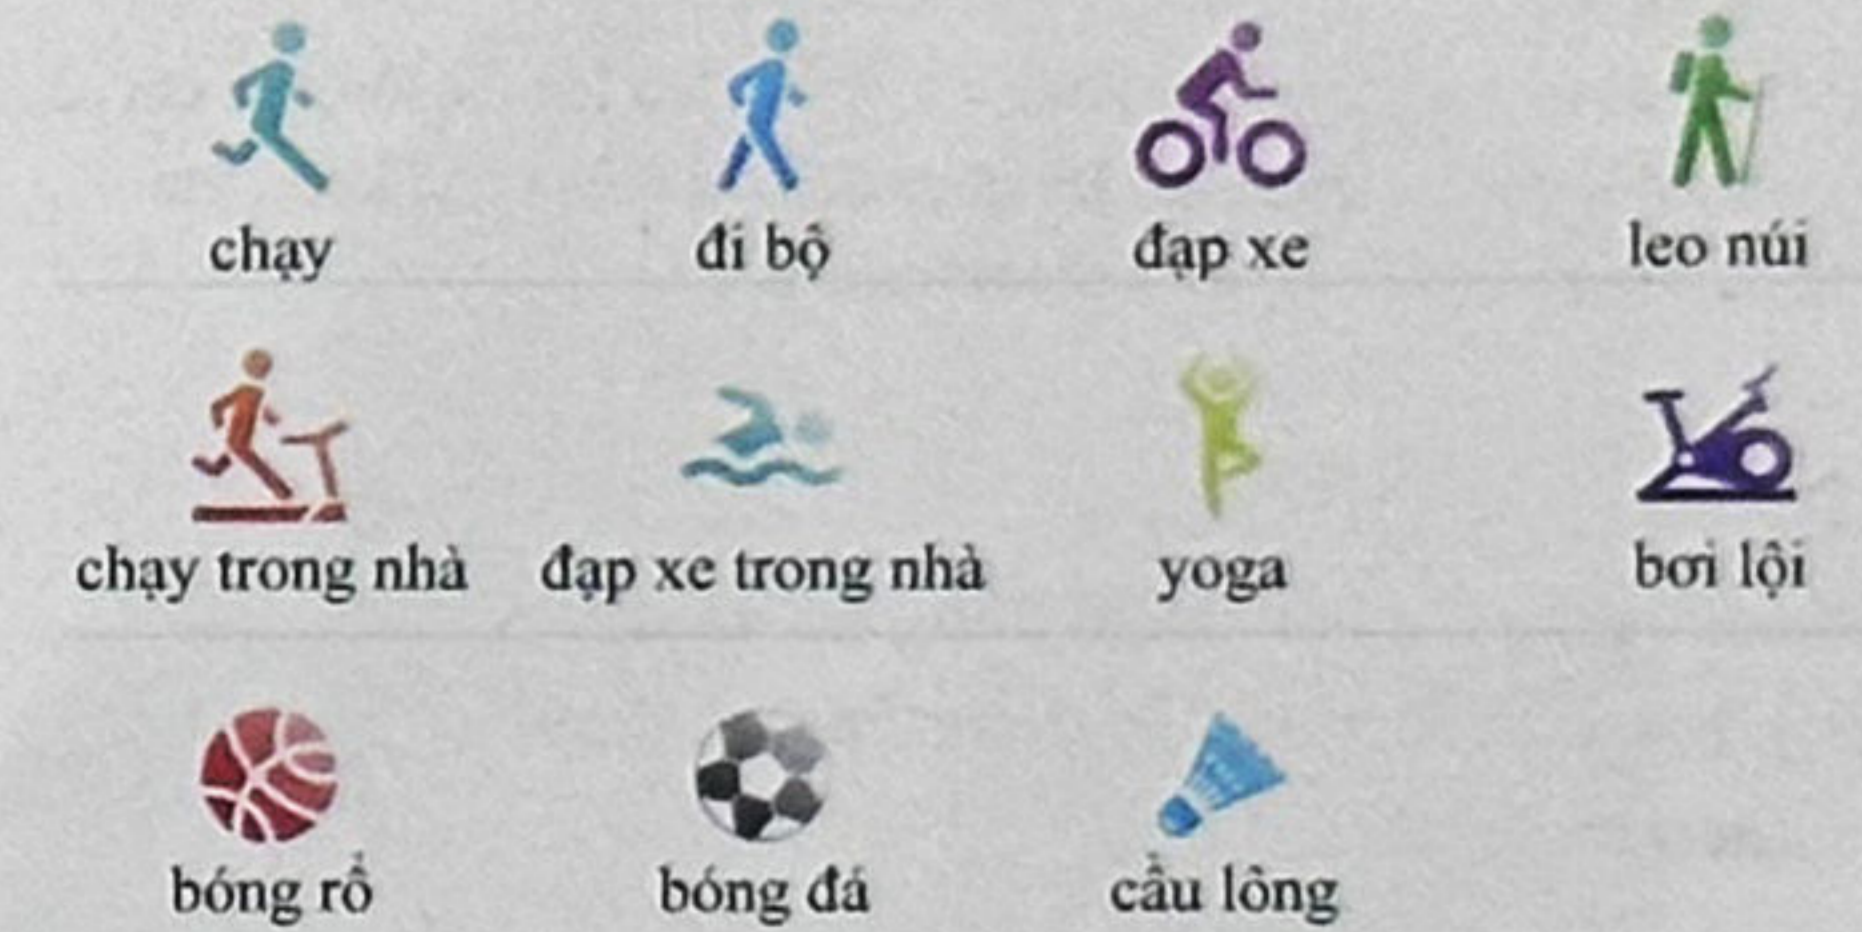 chạy đi bộ đạp xe leo núi
chạy trong nhà đạp xe trong nhà yoga bơi lội
bóng rổ bóng đá cầu lông